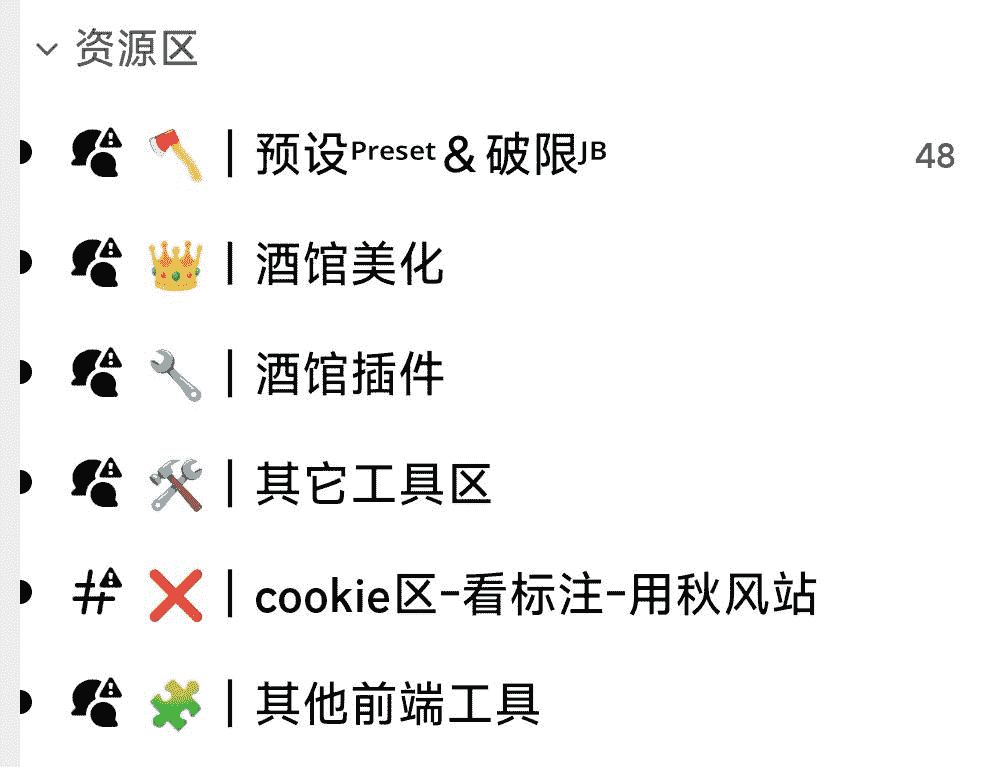 资源区
预设Preset & 破限JB 48
酒馆美化
酒馆插件
其它工具区
cookie区-看标注-用秋风站
其他前端工具